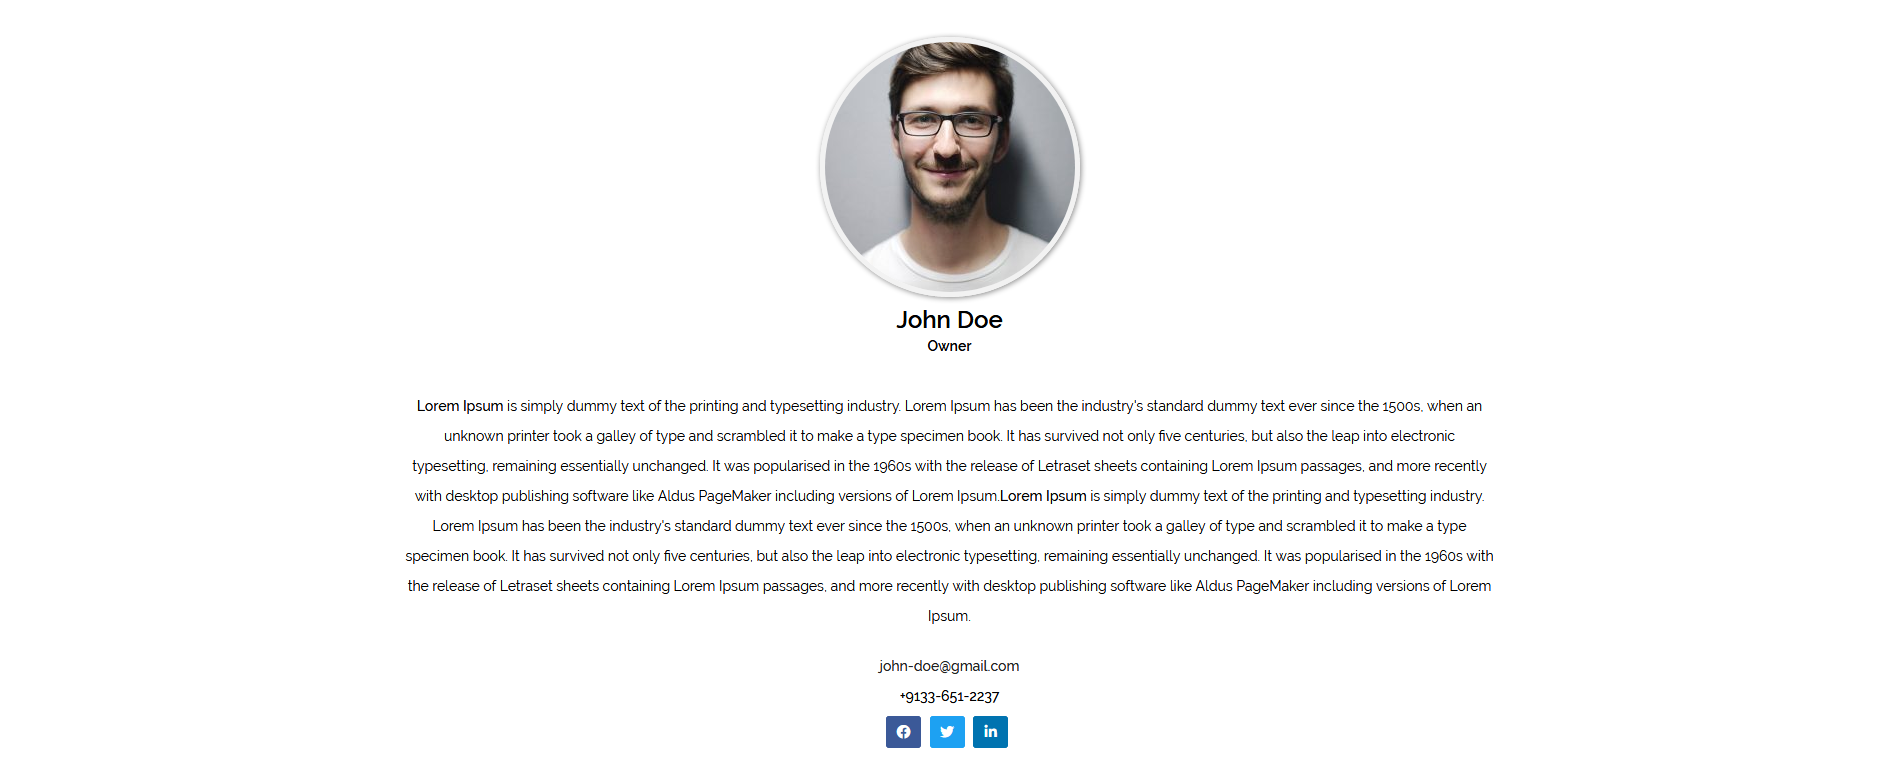 John Doe
Owner
Lorem Ipsum is simply dummy text of the printing and typesetting industry. Lorem Ipsum has been the industry's standard dummy text ever since the 1500s, when an
unknown printer took a galley of type and scrambled it to make a type specimen book. It has survived not only five centuries, but also the leap into electronic
typesetting, remaining essentially unchanged. It was popularised in the 1960s with the release of Letraset sheets containing Lorem Ipsum passages, and more recently
with desktop publishing software like Aldus PageMaker including versions of Lorem Ipsum.Lorem Ipsum is simply dummy text of the printing and typesetting industry.
Lorem Ipsum has been the industry's standard dummy text ever since the 1500s, when an unknown printer took a galley of type and scrambled it to make a type
specimen book. It has survived not only five centuries, but also the leap into electronic typesetting, remaining essentially unchanged. It was popularised in the 1960s with
the release of Letraset sheets containing Lorem Ipsum passages, and more recently with desktop publishing software like Aldus PageMaker including versions of Lorem
Ipsum.
john-doe@gmail.com
+9133-651-2237